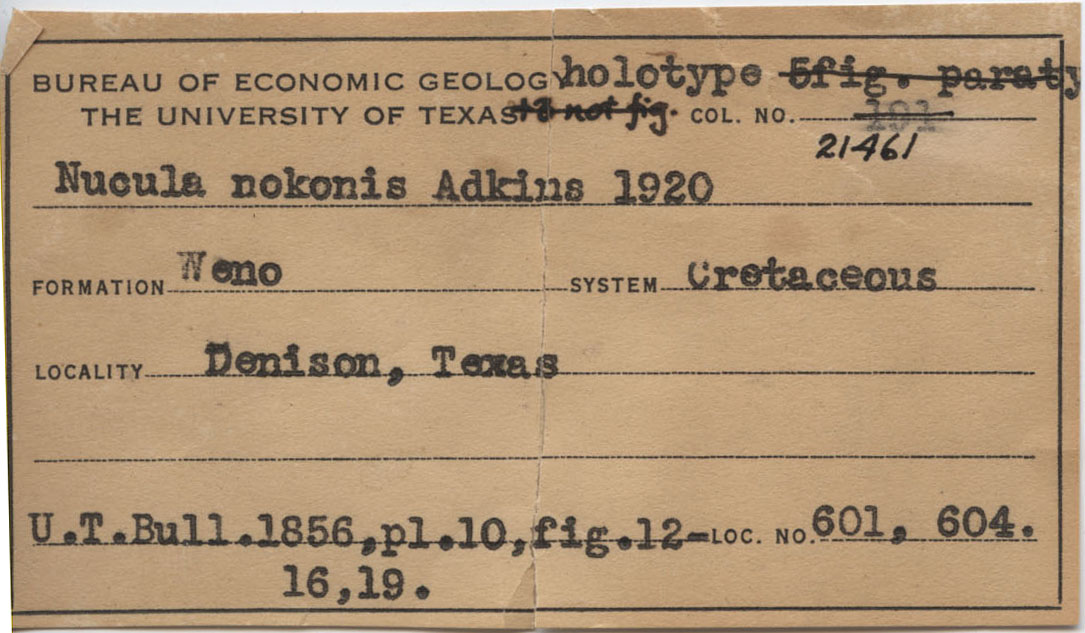 BUREAU OF ECONOMIC GEOLOGY holotype 5fig. paraty
THE UNIVERSITY OF TEXAS not fig. COL. NO. 191
21461
Nucula nokonis Adkins 1920
FORMATION Weno SYSTEM Cretaceous
LOCALITY Denison, Texas
U.T.Bull.1856,pl.10,fig.12-LOC. NO. 601, 604.
16,19.